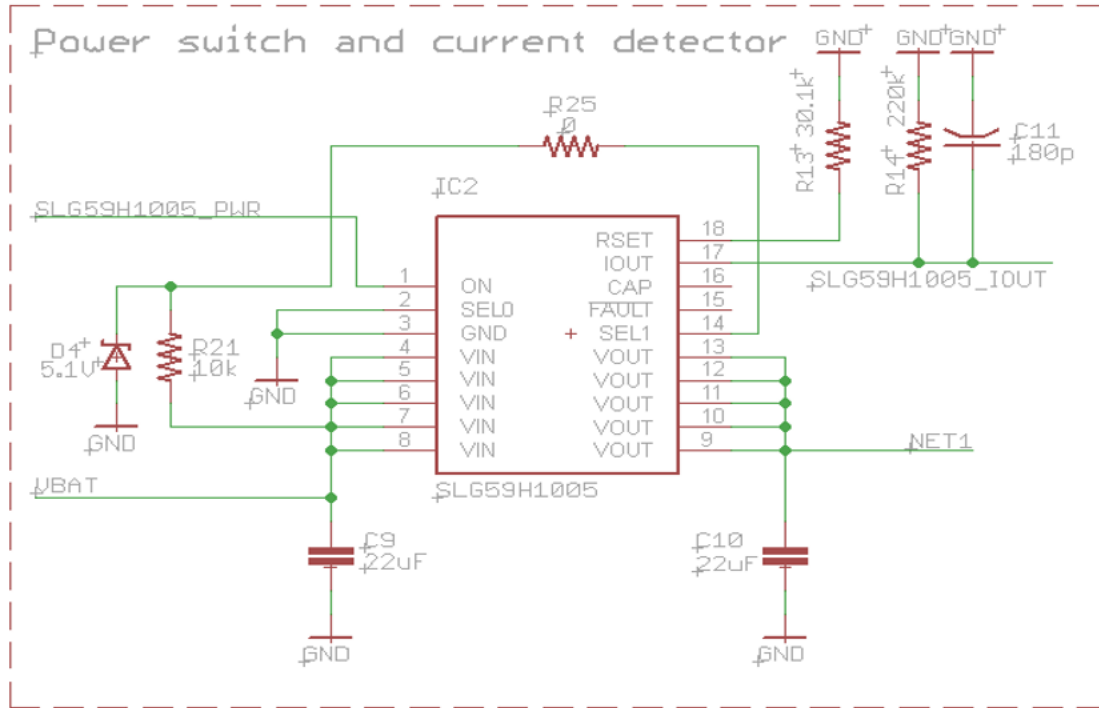 Power switch and current detector
GND
GND
GND
R25
0
R13
30.1k
R14
220k
C11
180p
IC2
SLG59H1005_PWR
RSET
18
IOUT
17
SLG59H1005_IOUT
1
ON
CAP
16
2
SEL0
FAULT
15
3
GND
SEL1
14
4
VIN
VOUT
13
5
VIN
VOUT
12
6
VIN
VOUT
11
7
VIN
VOUT
10
8
VIN
VOUT
9
D4
5.1V
R21
10k
GND
GND
NET1
VBAT
SLG59H1005
C9
22uF
C10
22uF
GND
GND